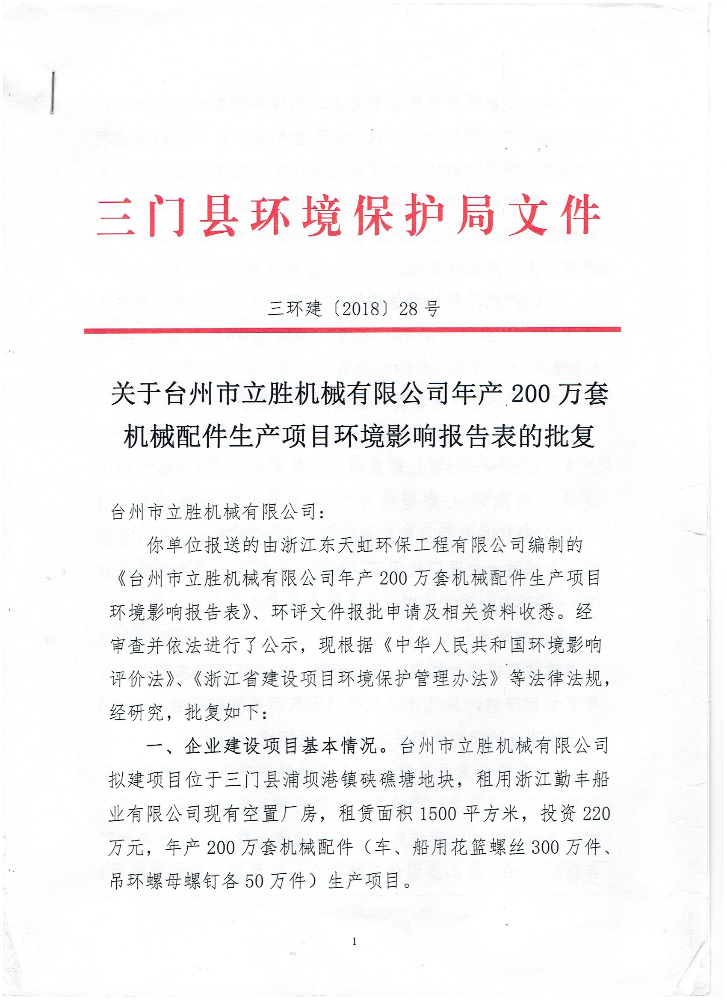 三门县环境保护局文件
三环建〔2018〕28号
关于台州市立胜机械有限公司年产200万套
机械配件生产项目环境影响报告表的批复
台州市立胜机械有限公司：
你单位报送的由浙江东天虹环保工程有限公司编制的
《台州市立胜机械有限公司年产200万套机械配件生产项目
环境影响报告表》、环评文件报批申请及相关资料收悉。经
审查并依法进行了公示，现根据《中华人民共和国环境影响
评价法》、《浙江省建设项目环境保护管理办法》等法律法规，
经研究，批复如下：
一、企业建设项目基本情况。台州市立胜机械有限公司
拟建项目位于三门县浦坝港镇硖礁塘地块，租用浙江勤丰船
业有限公司现有空置厂房，租赁面积1500平方米，投资220
万元，年产200万套机械配件（车、船用花篮螺丝300万件、
吊环螺母螺钉各50万件）生产项目。
1